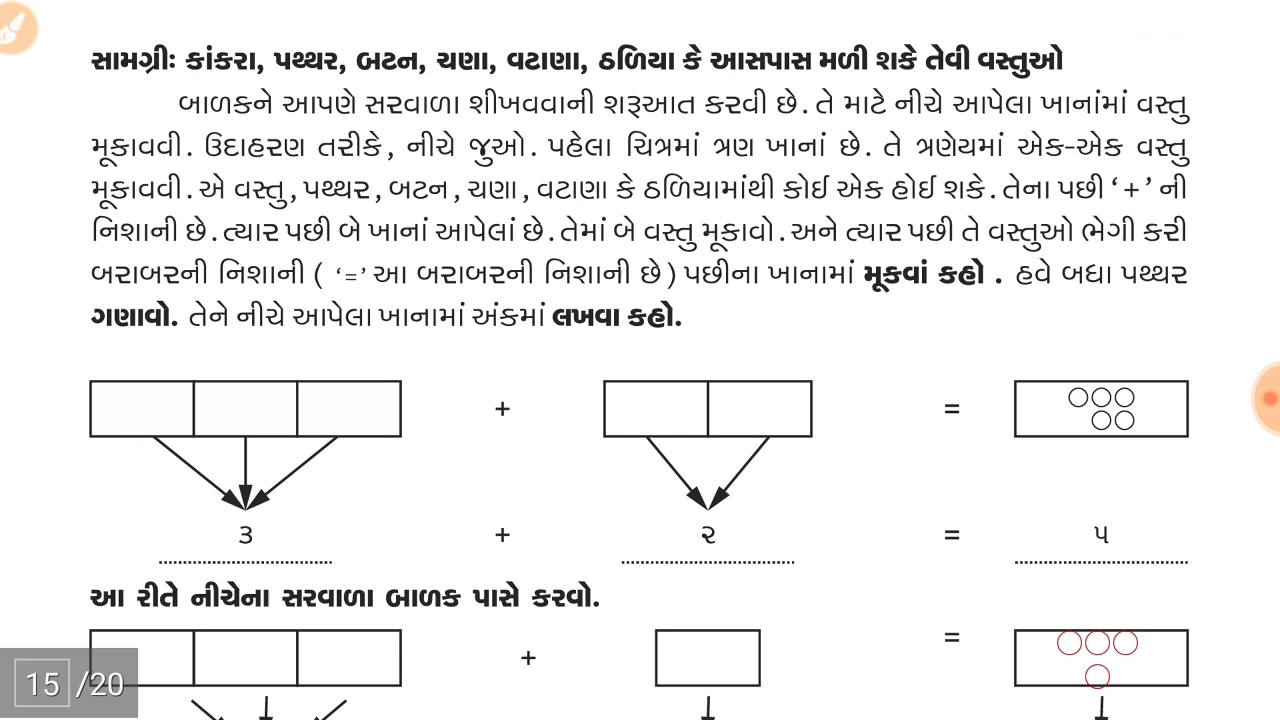 સામગ્રીઃ કાંકરા, પથ્થર, બટન, ચણા, વટાણા, ઠળિયા કે આસપાસ મળી શકે તેવી વસ્તુઓ
બાળકને આપણે સરવાળા શીખવવાની શરૂઆત કરવી છે. તે માટે નીચે આપેલા ખાનાંમાં વસ્તુ
મૂકાવવી. ઉદાહરણ તરીકે, નીચે જુઓ. પહેલા ચિત્રમાં ત્રણ ખાનાં છે. તે ત્રણેયમાં એક-એક વસ્તુ
મૂકાવવી. એ વસ્તુ, પથ્થર, બટન, ચણા, વટાણા કે ઠળિયામાંથી કોઈ એક હોઈ શકે. તેના પછી ‘+’ ની
નિશાની છે. ત્યાર પછી બે ખાનાં આપેલાં છે. તેમાં બે વસ્તુ મૂકાવો. અને ત્યાર પછી તે વસ્તુઓ ભેગી કરી
બરાબરની નિશાની ( ‘=’ આ બરાબરની નિશાની છે) પછીના ખાનામાં મૂકવાં કહો. હવે બધા પથ્થર
ગણાવો. તેને નીચે આપેલા ખાનામાં અંકમાં લખવા કહો.
+ =
૩ + ૨ = ૫
આ રીતે નીચેના સરવાળા બાળક પાસે કરવો.
+ =
15 /20